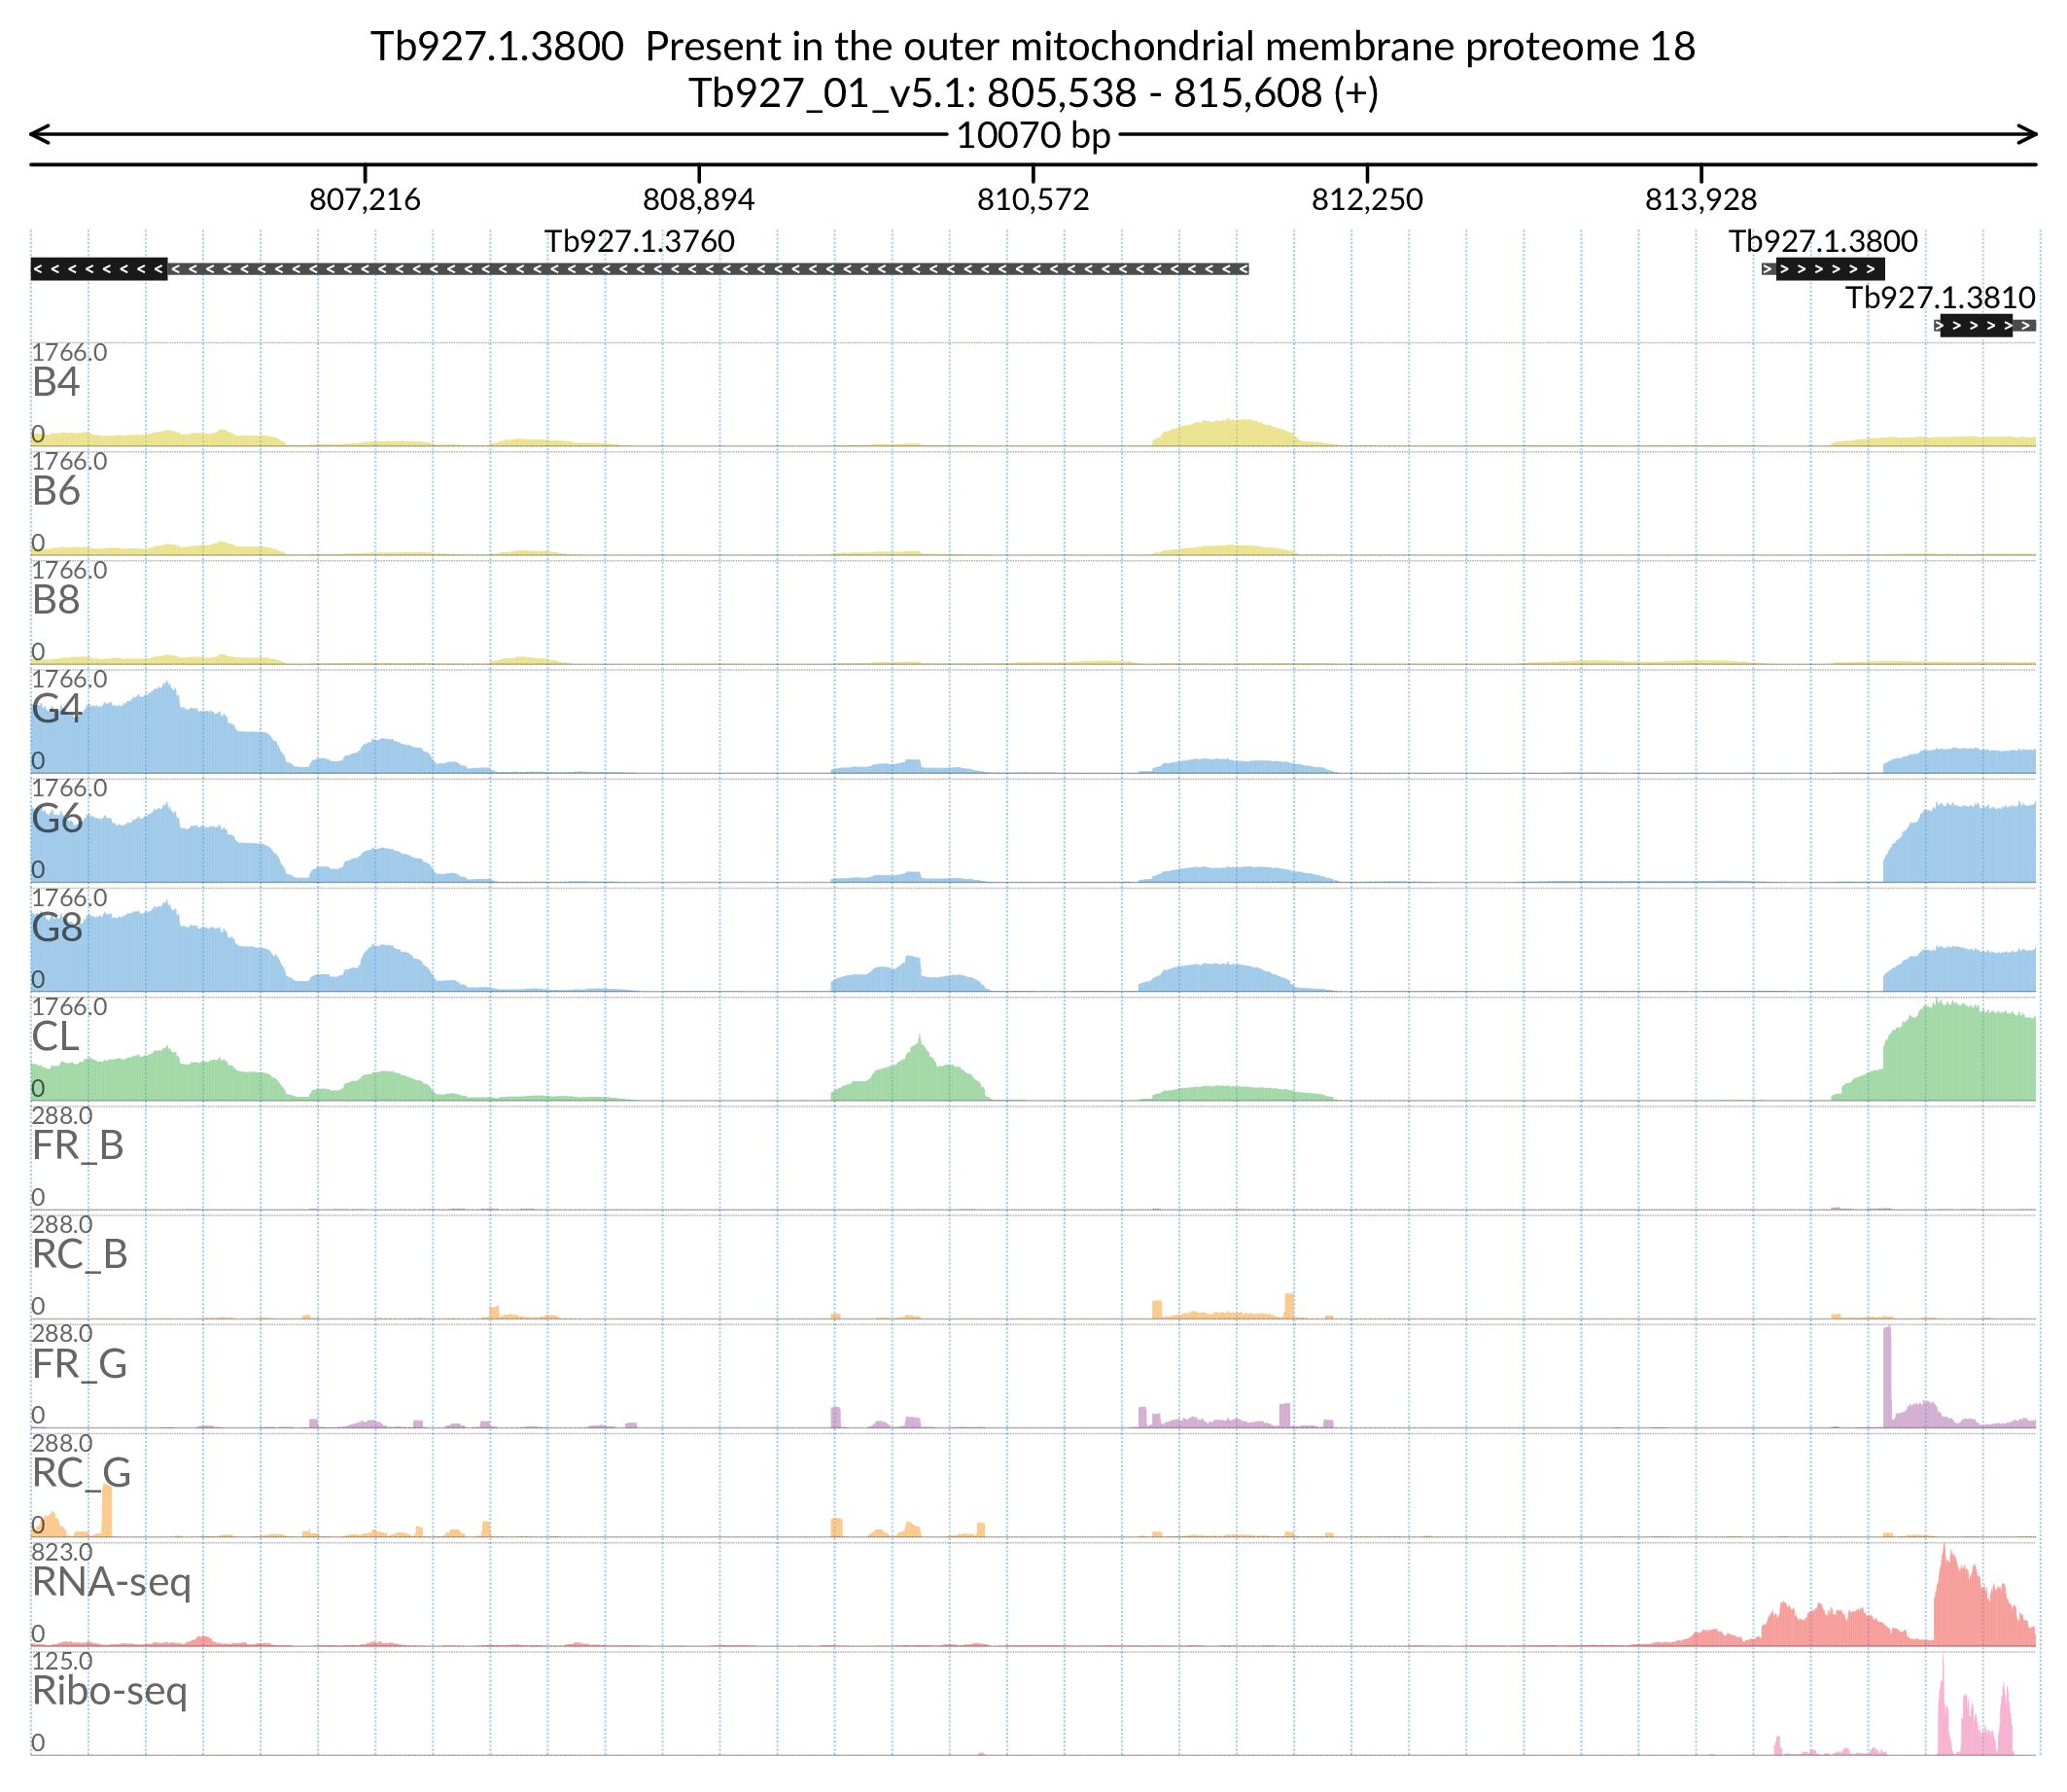 Tb927.1.3800 Present in the outer mitochondrial membrane proteome 18
Tb927_01_v5.1: 805,538 - 815,608 (+)
10070 bp
807,216 808,894 810,572 812,250 813,928
Tb927.1.3760 Tb927.1.3800
Tb927.1.3810
1766.0
B4
0
1766.0
B6
0
1766.0
B8
0
1766.0
G4
0
1766.0
G6
0
1766.0
G8
0
1766.0
CL
0
288.0
FR_B
0
288.0
RC_B
0
288.0
FR_G
0
288.0
RC_G
0
823.0
RNA-seq
0
125.0
Ribo-seq
0